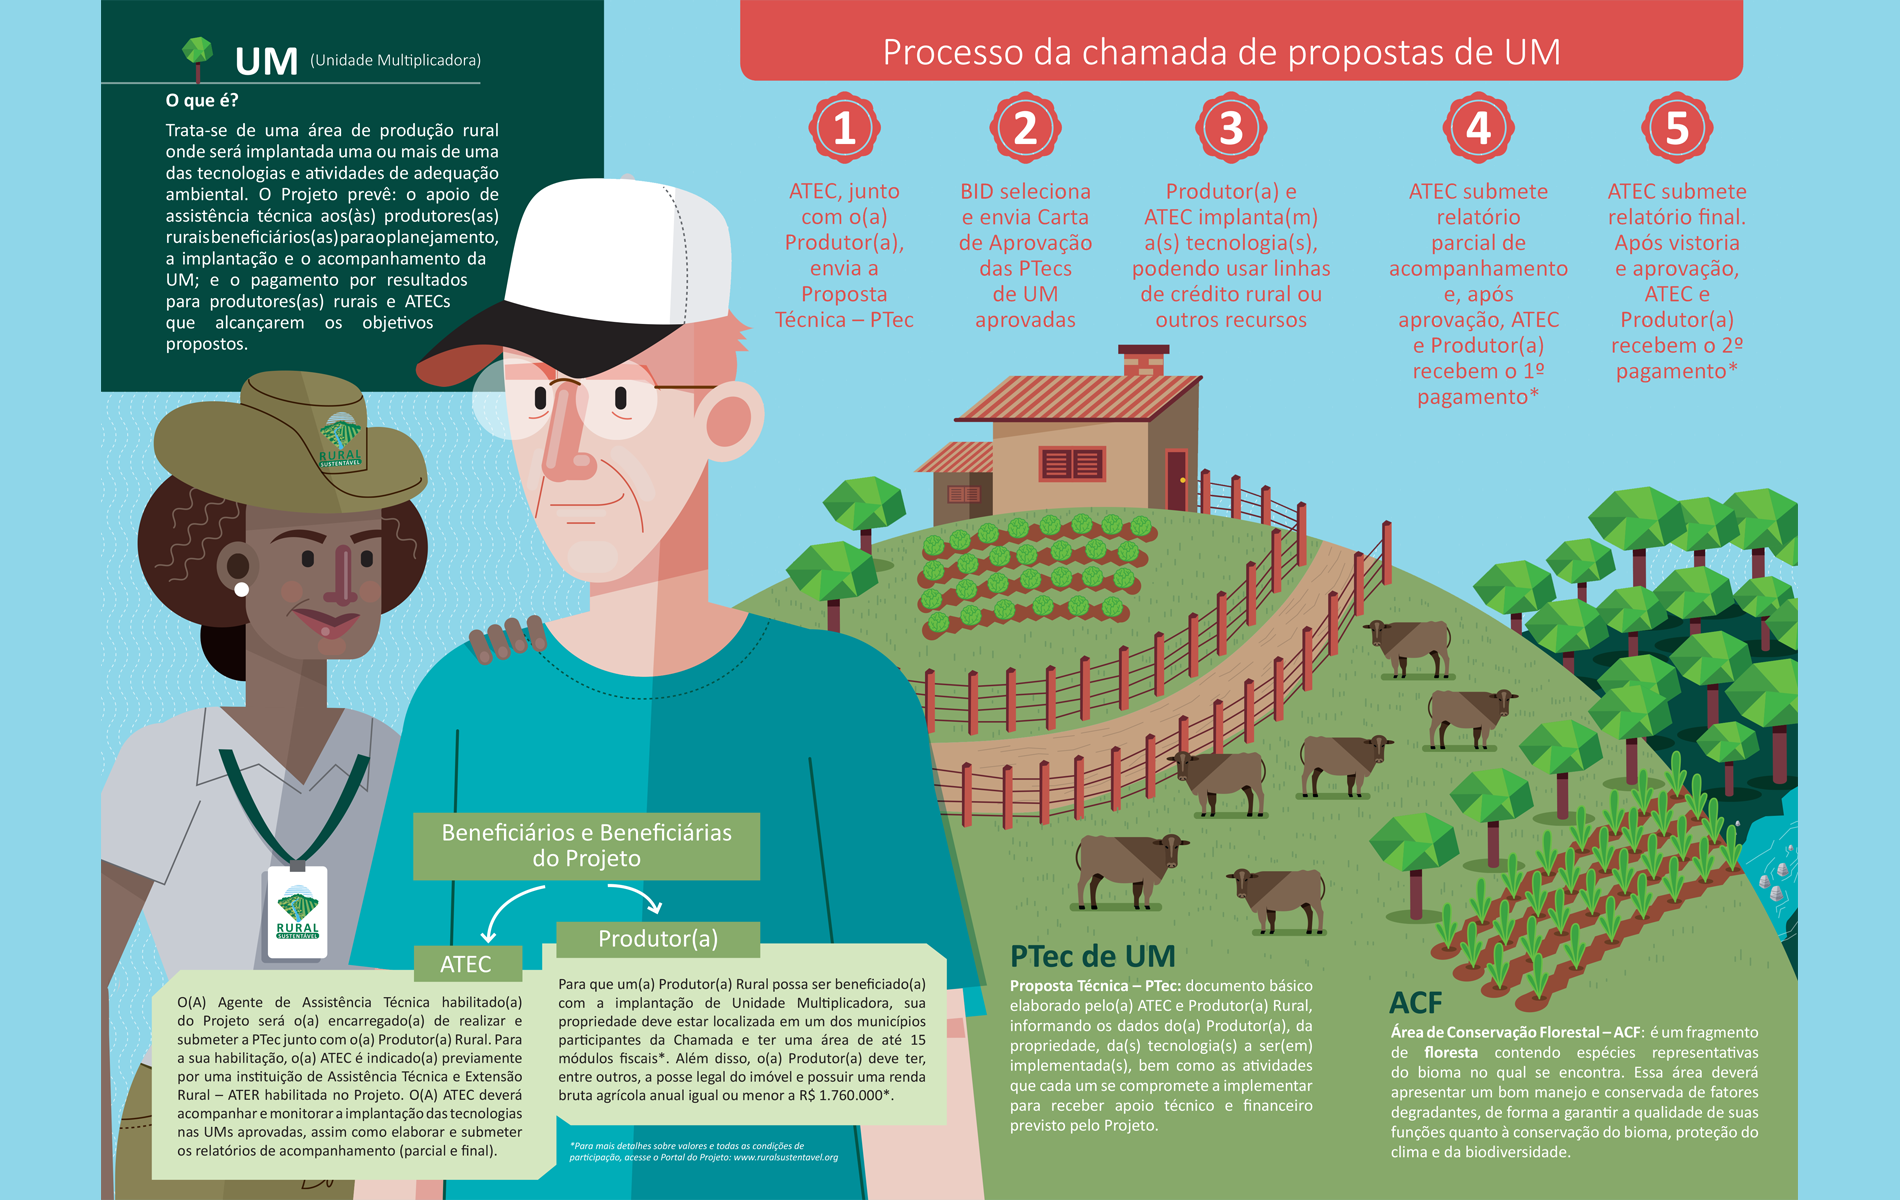 UM (Unidade Multiplicadora)
O que é?
Trata-se de uma área de produção rural
onde será implantada uma ou mais de uma
das tecnologias e atividades de adequação
ambiental. O Projeto prevê: o apoio de
assistência técnica aos(às) produtores(as)
rurais beneficiários(as) para o planejamento,
a implantação e o acompanhamento da
UM; e o pagamento por resultados
para produtores(as) rurais e ATECs
que alcançarem os objetivos
propostos.
Processo da chamada de propostas de UM
1
ATEC, junto
com o(a)
Produtor(a),
envia a
Proposta
Técnica – PTec
2
BID seleciona
e envia Carta
de Aprovação
das PTecs
de UM
aprovadas
3
Produtor(a) e
ATEC implanta(m)
a(s) tecnologia(s),
podendo usar linhas
de crédito rural ou
outros recursos
4
ATEC submete
relatório
parcial de
acompanhamento
e, após
aprovação, ATEC
e Produtor(a)
recebem o 1º
pagamento*
5
ATEC submete
relatório final.
Após vistoria
e aprovação,
ATEC e
Produtor(a)
recebem o 2º
pagamento*
RURAL
SUSTENTÁVEL
RURAL
SUSTENTÁVEL
Beneficiários e Beneficiárias
do Projeto
ATEC
O(A) Agente de Assistência Técnica habilitado(a)
do Projeto será o(a) encarregado(a) de realizar e
submeter a PTec junto com o(a) Produtor(a) Rural. Para
a sua habilitação, o(a) ATEC é indicado(a) previamente
por uma instituição de Assistência Técnica e Extensão
Rural – ATER habilitada no Projeto. O(A) ATEC deverá
acompanhar e monitorar a implantação das tecnologias
nas UMs aprovadas, assim como elaborar e submeter
os relatórios de acompanhamento (parcial e final).
Produtor(a)
Para que um(a) Produtor(a) Rural possa ser beneficiado(a)
com a implantação de Unidade Multiplicadora, sua
propriedade deve estar localizada em um dos municípios
participantes da Chamada e ter uma área de até 15
módulos fiscais*. Além disso, o(a) Produtor(a) deve ter,
entre outros, a posse legal do imóvel e possuir uma renda
bruta agrícola anual igual ou menor a R$ 1.760.000*.
*Para mais detalhes sobre valores e todas as condições de
participação, acesse o Portal do Projeto: www.ruralsustentavel.org
PTec de UM
Proposta Técnica – PTec: documento básico
elaborado pelo(a) ATEC e Produtor(a) Rural,
informando os dados do(a) Produtor(a), da
propriedade, da(s) tecnologia(s) a ser(em)
implementada(s), bem como as atividades
que cada um se compromete a implementar
para receber apoio técnico e financeiro
previsto pelo Projeto.
ACF
Área de Conservação Florestal – ACF: é um fragmento
de floresta contendo espécies representativas
do bioma no qual se encontra. Essa área deverá
apresentar um bom manejo e conservada de fatores
degradantes, de forma a garantir a qualidade de suas
funções quanto à conservação do bioma, proteção do
clima e da biodiversidade.